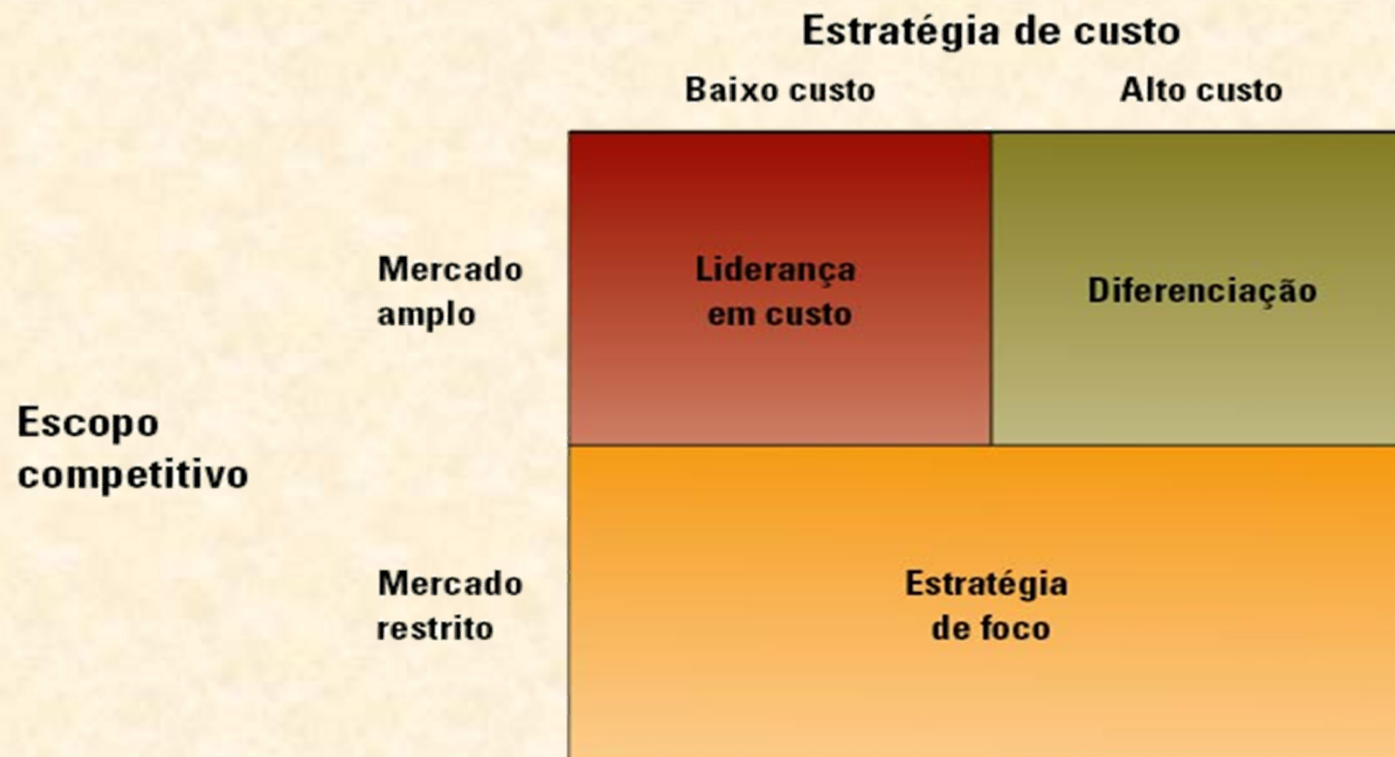 Estratégia de custo
Baixo custo
Alto custo
Mercado
amplo
Liderança
em custo
Diferenciação
Escopo
competitivo
Mercado
restrito
Estratégia
de foco